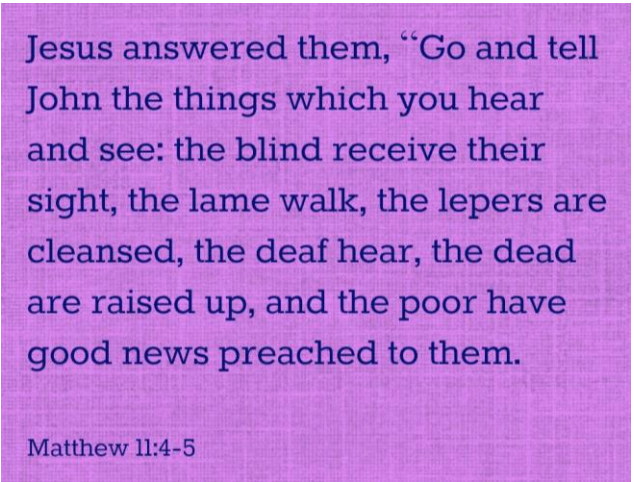 Jesus answered them, “Go and tell
John the things which you hear
and see: the blind receive their
sight, the lame walk, the lepers are
cleansed, the deaf hear, the dead
are raised up, and the poor have
good news preached to them.
Matthew 11:4-5